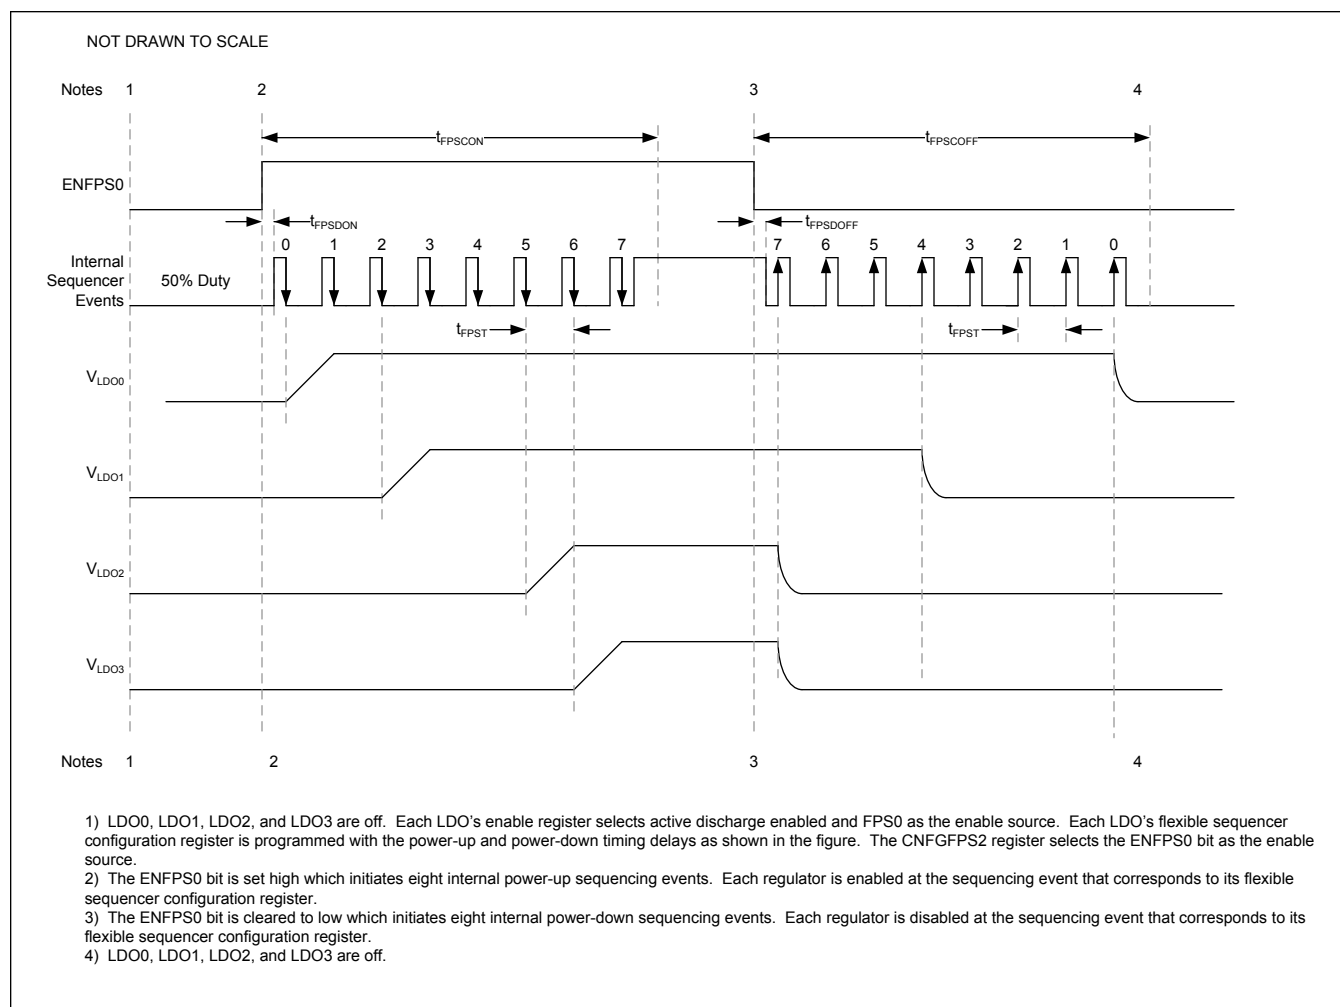 NOT DRAWN TO SCALE
Notes 1 2 3 4
tFPSCON tFPSCOFF
ENFPS0
tFPSDON tFPSDOFF
0 1 2 3 4 5 6 7 7 6 5 4 3 2 1 0
Internal
Sequencer
Events
50% Duty
tFPST tFPST
VLDO0
VLDO1
VLDO2
VLDO3
Notes 1 2 3 4
1) LDO0, LDO1, LDO2, and LDO3 are off. Each LDO’s enable register selects active discharge enabled and FPS0 as the enable source. Each LDO’s flexible sequencer
configuration register is programmed with the power-up and power-down timing delays as shown in the figure. The CNFGFPS2 register selects the ENFPS0 bit as the enable
source.
2) The ENFPS0 bit is set high which initiates eight internal power-up sequencing events. Each regulator is enabled at the sequencing event that corresponds to its flexible
sequencer configuration register.
3) The ENFPS0 bit is cleared to low which initiates eight internal power-down sequencing events. Each regulator is disabled at the sequencing event that corresponds to its
flexible sequencer configuration register.
4) LDO0, LDO1, LDO2, and LDO3 are off.